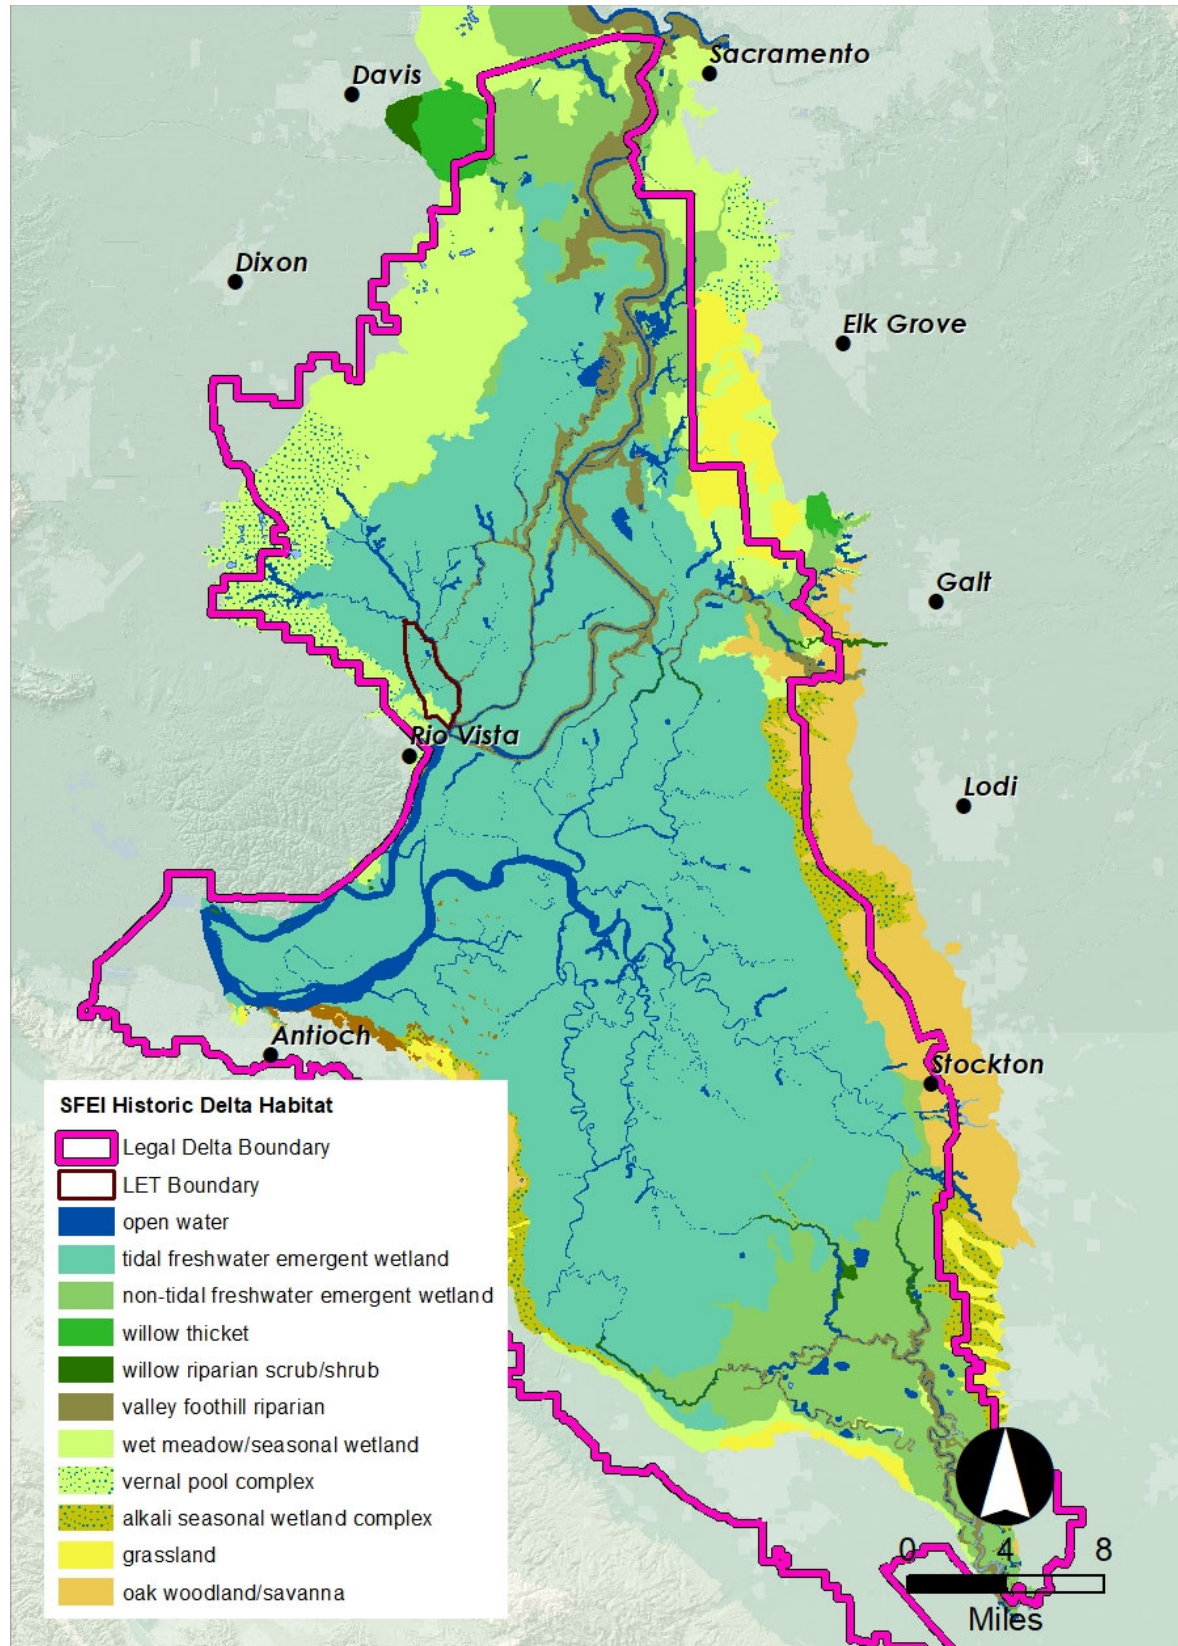 Davis
Sacramento
Dixon
Elk Grove
Galt
Rio Vista
Lodi
Antioch
Stockton
SFEI Historic Delta Habitat
Legal Delta Boundary
LET Boundary
open water
tidal freshwater emergent wetland
non-tidal freshwater emergent wetland
willow thicket
willow riparian scrub/shrub
valley foothill riparian
wet meadow/seasonal wetland
vernal pool complex
alkali seasonal wetland complex
grassland
oak woodland/savanna
0 4 8
Miles